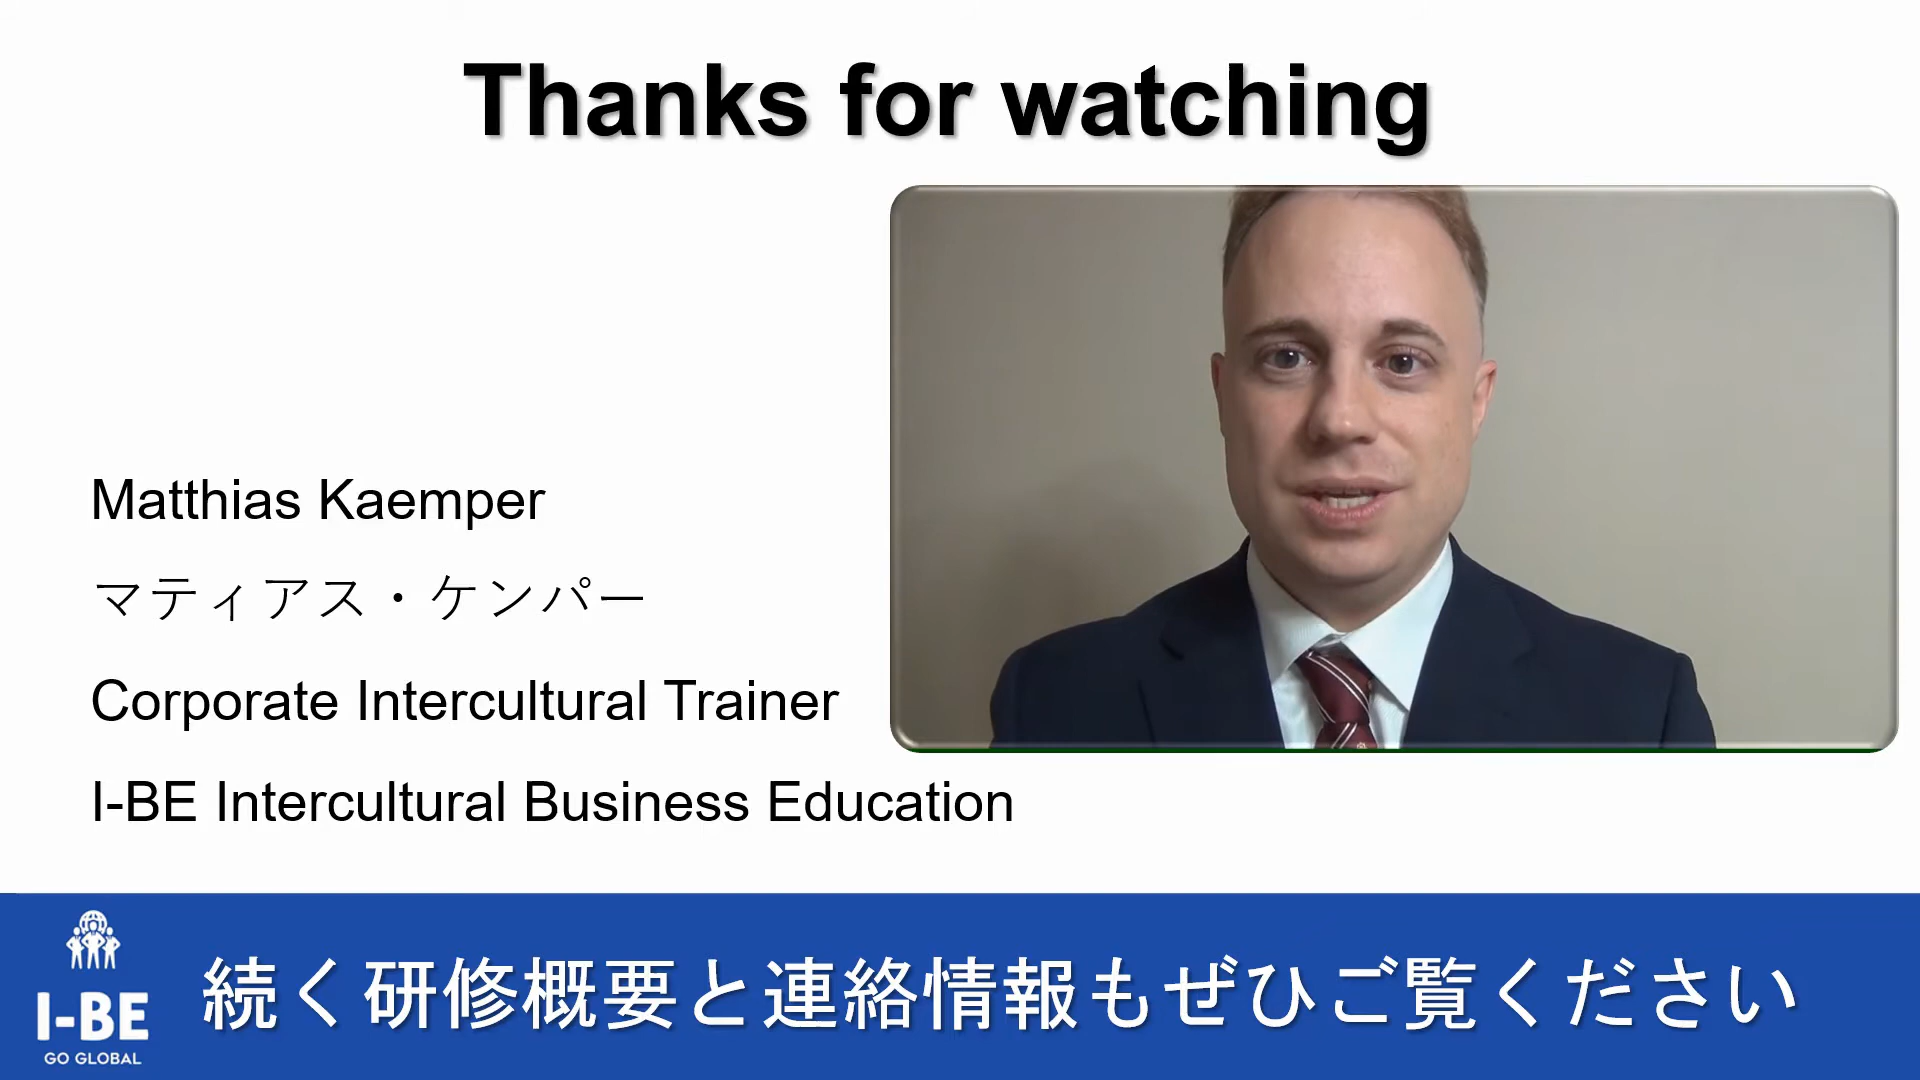 Thanks for watching
Matthias Kaemper
マティアス・ケンパー
Corporate Intercultural Trainer
I-BE Intercultural Business Education
I-BE
GO GLOBAL
続く研修概要と連絡情報もぜひご覧ください